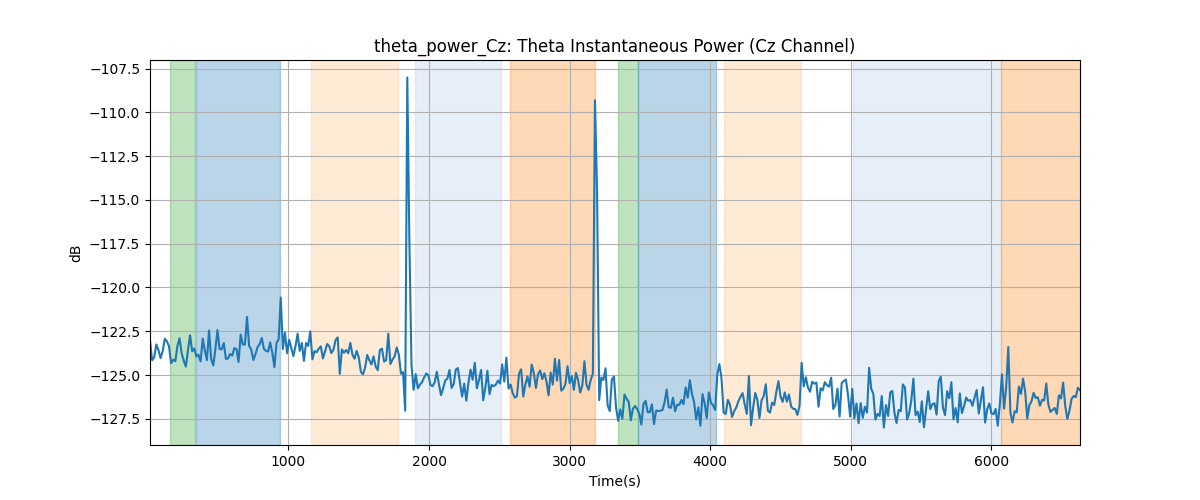 theta_power_Cz: Theta Instantaneous Power (Cz Channel)
−107.5
−110.0
−112.5
−115.0
−117.5
−120.0
−122.5
−125.0
−127.5
dB
1000 2000 3000 4000 5000 6000
Time(s)